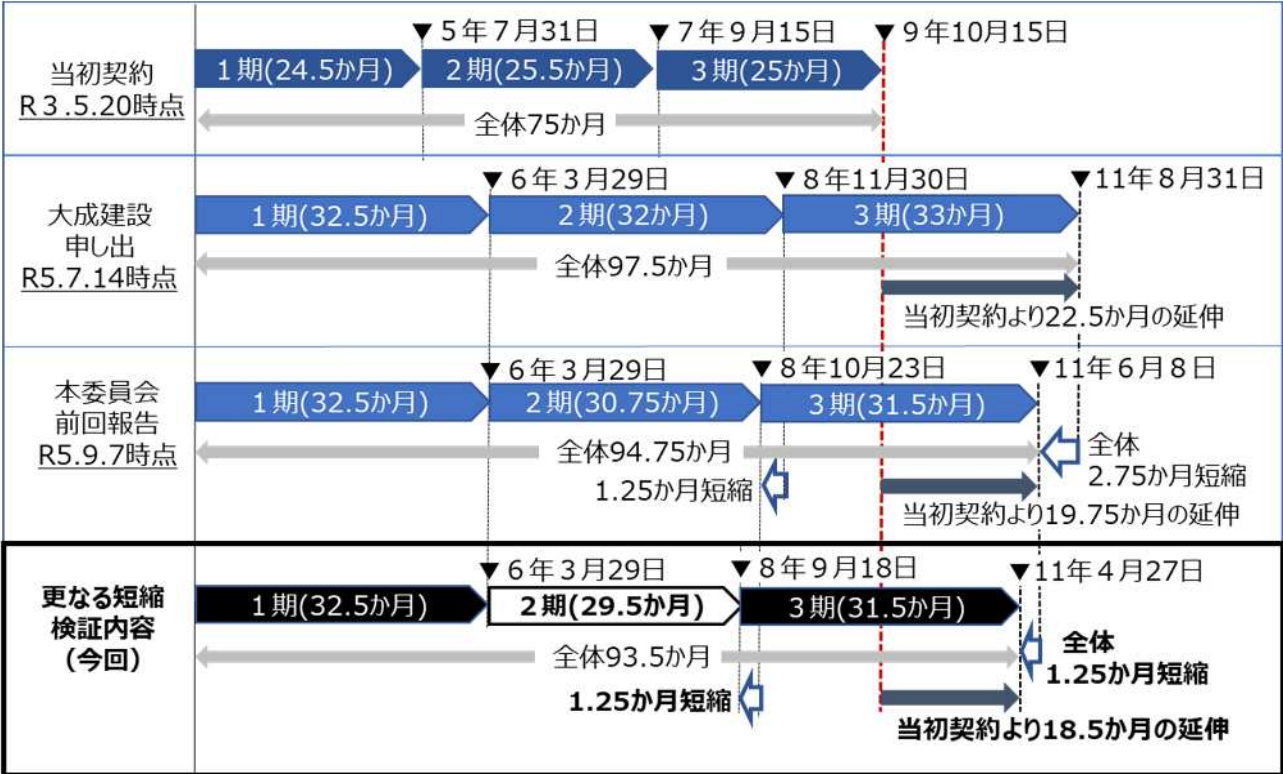 当初契約
R３.5.20時点
▼５年７月31日
▼７年９月15日
▼９年10月15日
１期(24.5か月)
２期(25.5か月)
３期(25か月)
全体75か月
大成建設
申し出
R5.7.14時点
▼６年３月29日
▼８年11月30日
▼11年８月31日
１期(32.5か月)
２期(32か月)
３期(33か月)
全体97.5か月
当初契約より22.5か月の延伸
本委員会
前回報告
R5.9.7時点
▼６年３月29日
▼８年10月23日
▼11年６月８日
１期(32.5か月)
２期(30.75か月)
３期(31.5か月)
全体94.75か月
全体
2.75か月短縮
1.25か月短縮
当初契約より19.75か月の延伸
更なる短縮
検証内容
（今回）
▼６年３月29日
▼８年９月18日
▼11年４月27日
１期(32.5か月)
２期(29.5か月)
３期(31.5か月)
全体93.5か月
全体
1.25か月短縮
1.25か月短縮
当初契約より18.5か月の延伸